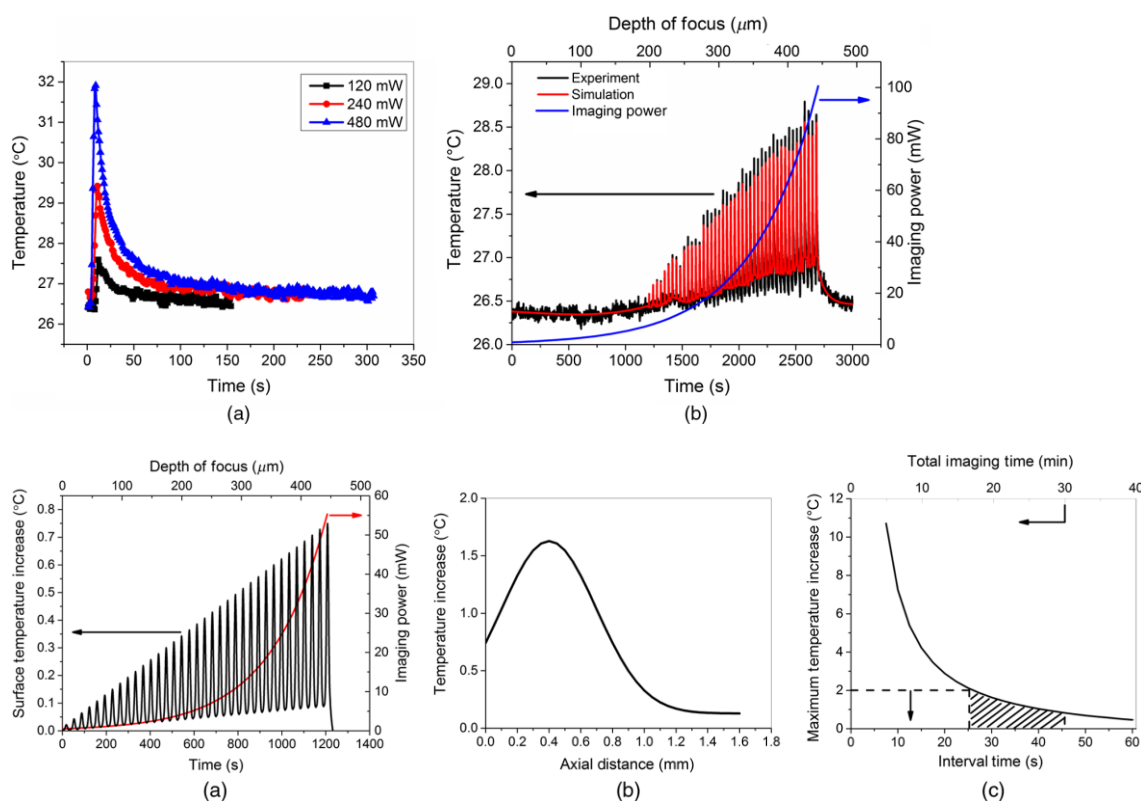 Depth of focus (μm)
0 100 200 300 400 500
32
31
30
29
28
27
26
Temperature (°C)
120 mW
240 mW
480 mW
0 50 100 150 200 250 300 350
Time (s)
(a)
29.0
28.5
28.0
27.5
27.0
26.5
26.0
Temperature (°C)
Experiment
Simulation
Imaging power
100
80
60
40
20
0
Imaging power (mW)
0 500 1000 1500 2000 2500 3000
Time (s)
(b)
Depth of focus (μm)
0 100 200 300 400 500
0.8
0.7
0.6
0.5
0.4
0.3
0.2
0.1
0.0
Surface temperature increase (°C)
60
50
40
30
20
10
0
Imaging power (mW)
0 200 400 600 800 1000 1200 1400
Time (s)
(a)
2.0
1.5
1.0
0.5
0.0
Temperature increase (°C)
0.0 0.2 0.4 0.6 0.8 1.0 1.2 1.4 1.6 1.8
Axial distance (mm)
(b)
Total imaging time (min)
0 10 20 30 40
12
10
8
6
4
2
0
Maximum temperature increase (°C)
0 10 20 30 40 50 60
Interval time (s)
(c)